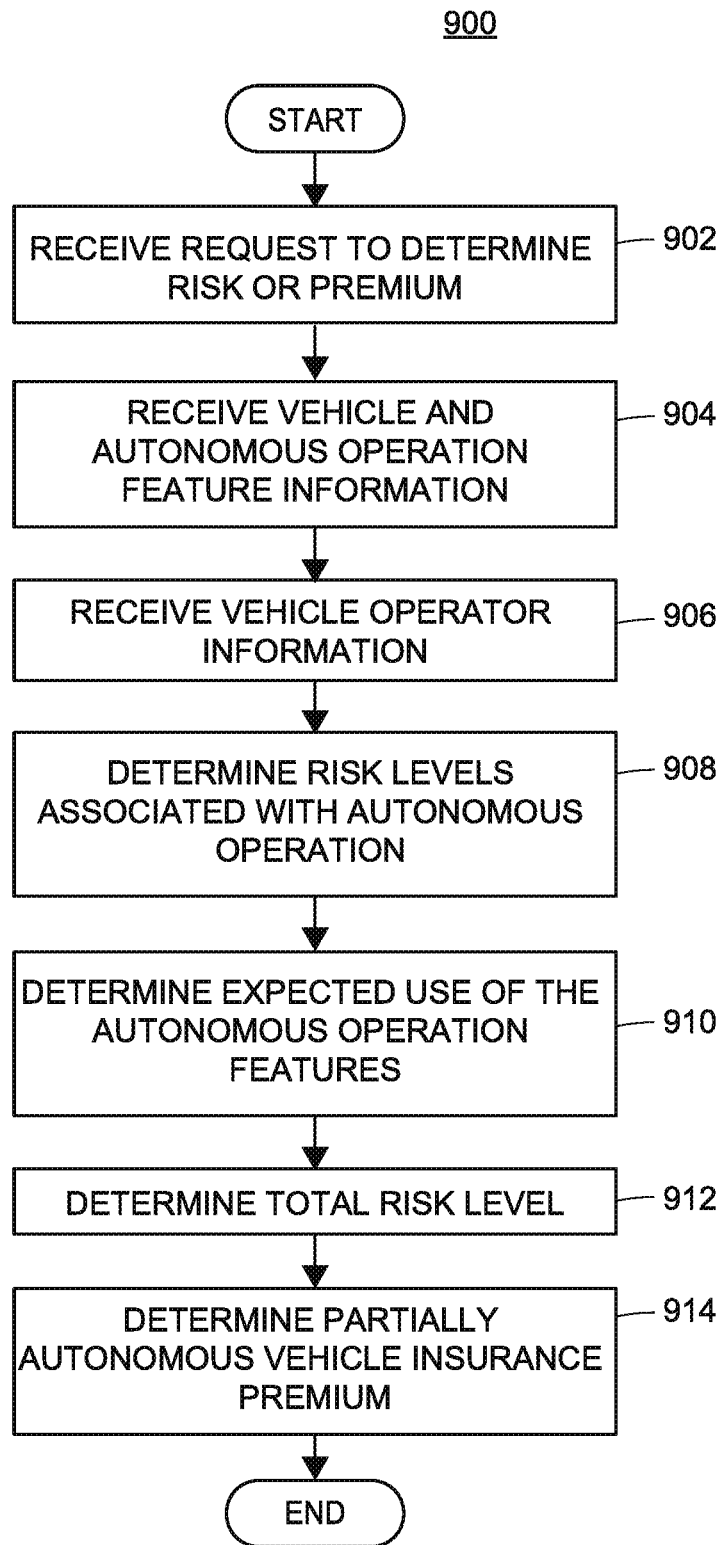 900
START
RECEIVE REQUEST TO DETERMINE
RISK OR PREMIUM
902
RECEIVE VEHICLE AND
AUTONOMOUS OPERATION
FEATURE INFORMATION
904
RECEIVE VEHICLE OPERATOR
INFORMATION
906
DETERMINE RISK LEVELS
ASSOCIATED WITH AUTONOMOUS
OPERATION
908
DETERMINE EXPECTED USE OF THE
AUTONOMOUS OPERATION
FEATURES
910
DETERMINE TOTAL RISK LEVEL
912
DETERMINE PARTIALLY
AUTONOMOUS VEHICLE INSURANCE
PREMIUM
914
END